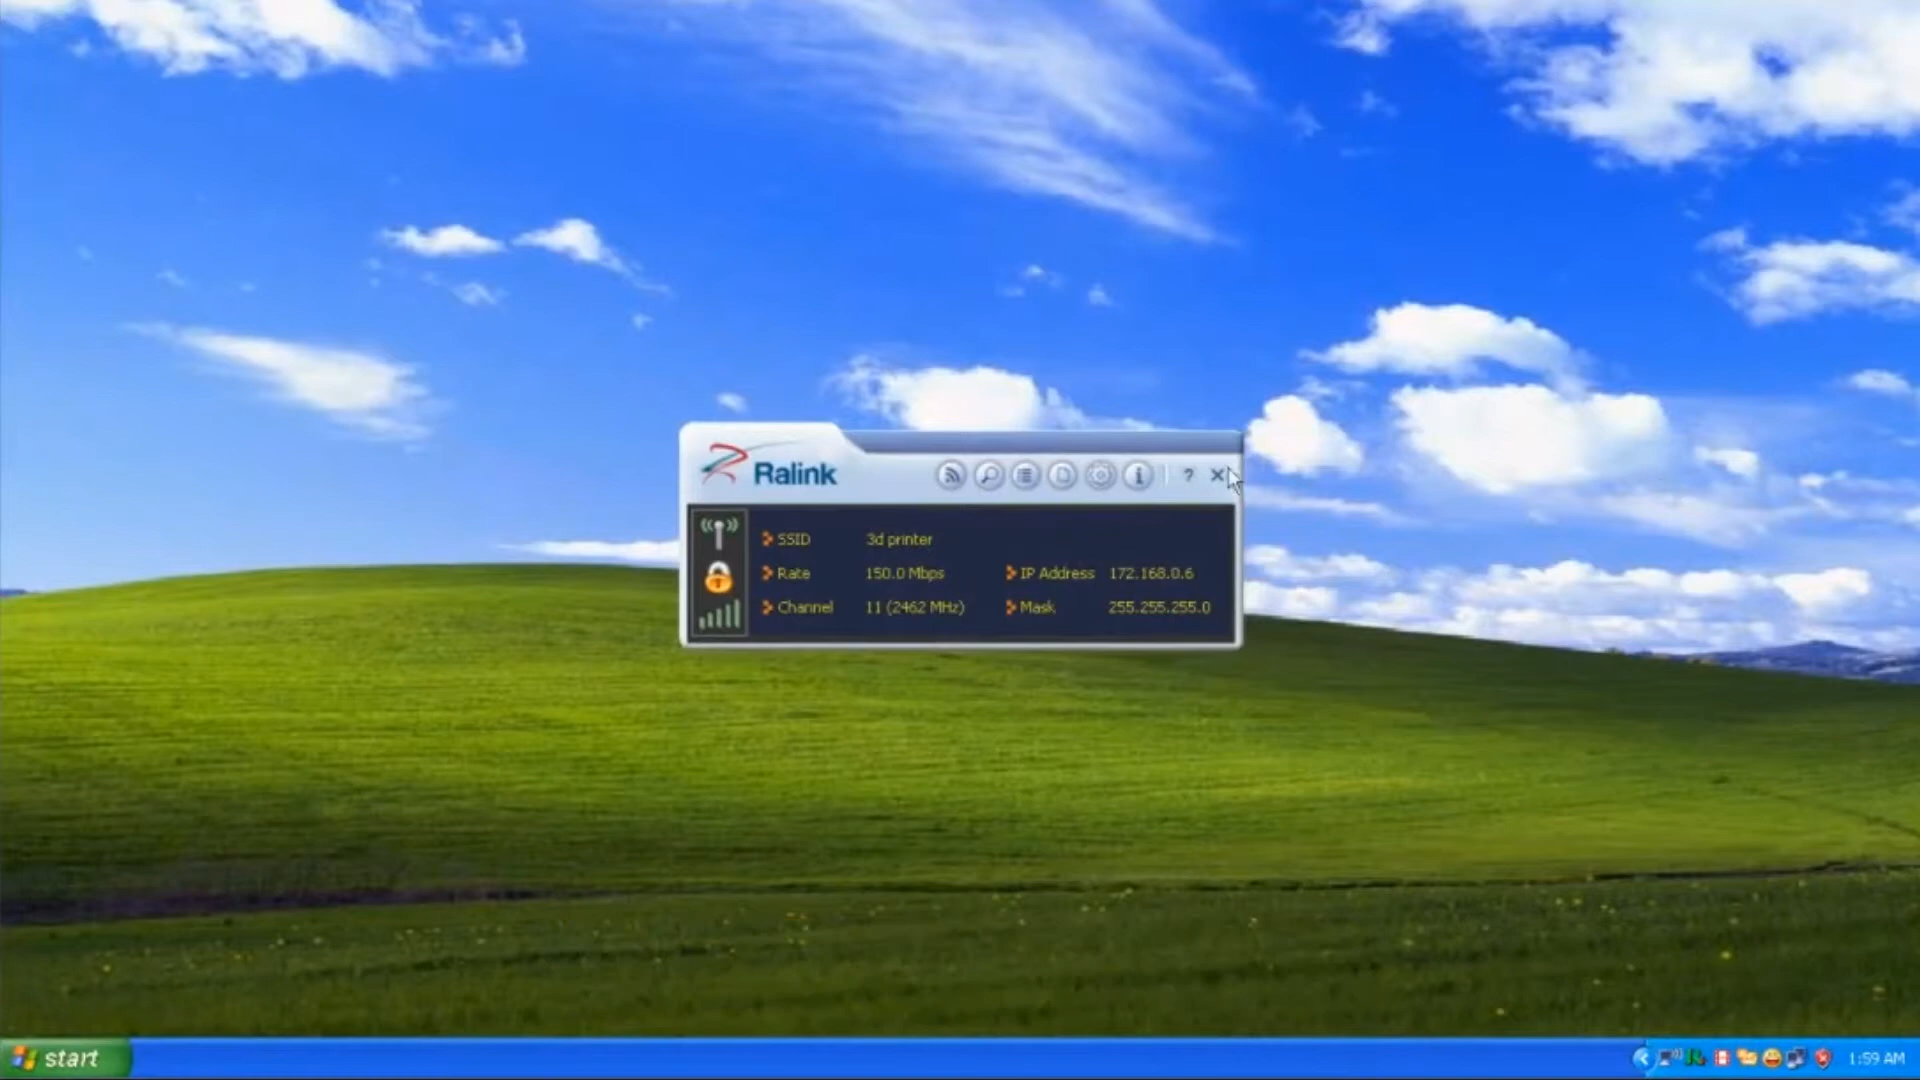 Ralink
?
SSID 3d printer
Rate 150.0 Mbps IP Address 172.168.0.6
Channel 11 (2462 MHz) Mask 255.255.255.0
start
1:59 AM